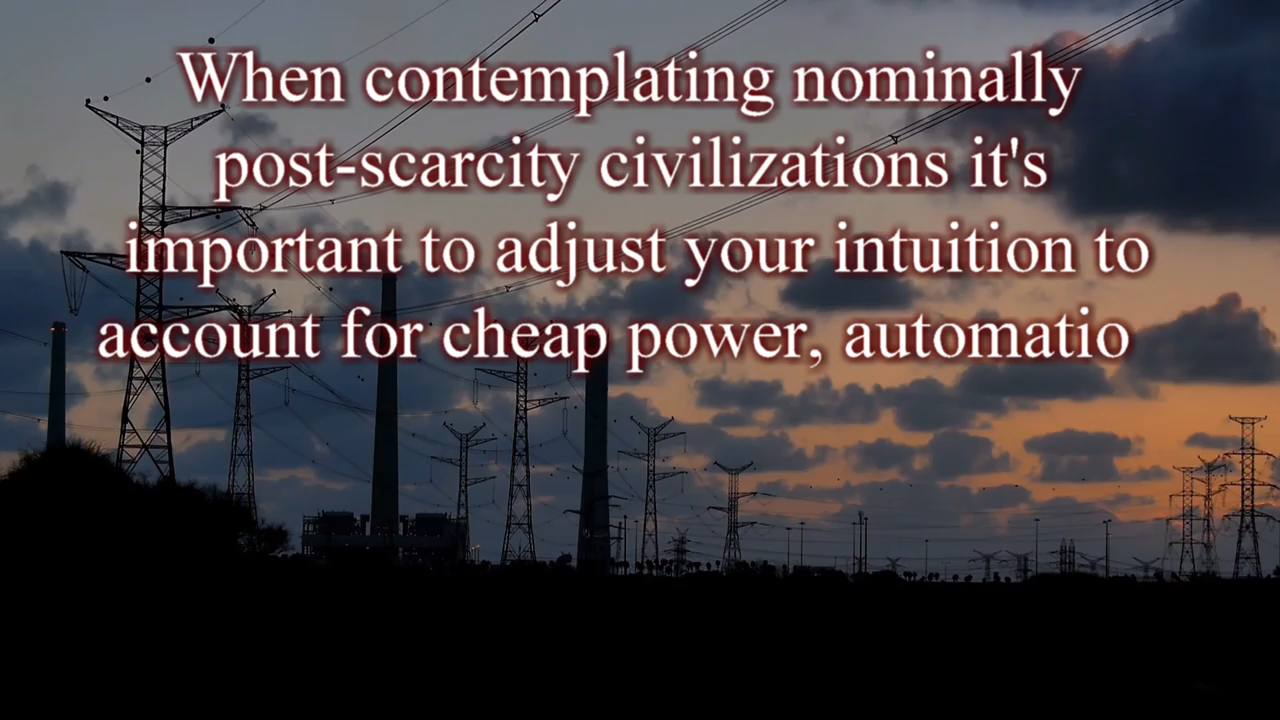 When contemplating nominally
post-scarcity civilizations it's
important to adjust your intuition to
account for cheap power, automatio